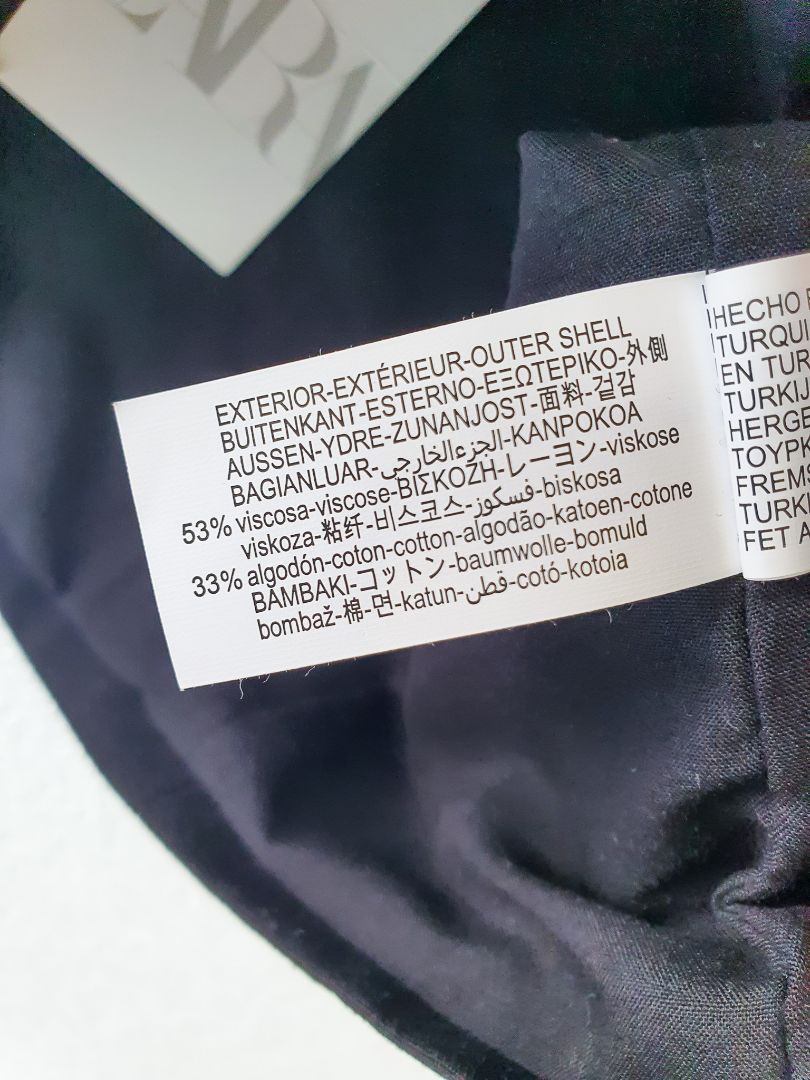 ZARA
EXTERIOR-EXTÉRIEUR-OUTER SHELL
BUITENKANT-ESTERNO-ΕΞΩΤΕΡΙΚΟ-外側
AUSSEN-YDRE-ZUNANJOST-面料-겉감
BAGIANLUAR-الجزء الخارجي-KANPOKOA
53% viscosa-viscose-ΒΙΣΚΟΖΗ-レーヨン-viskose
viskoza-粘纤-비스코스-فسكوز-biskosa
33% algodón-coton-cotton-algodão-katoen-cotone
BAMBAKI-コットン-baumwolle-bomuld
bombaž-棉-면-katun-قطن-cotó-kotoia
HECHO
TURQUI
EN TUR
TURKIJ
HERGE
ΤΟΥΡΚ
FREMS
TURKI
FET A